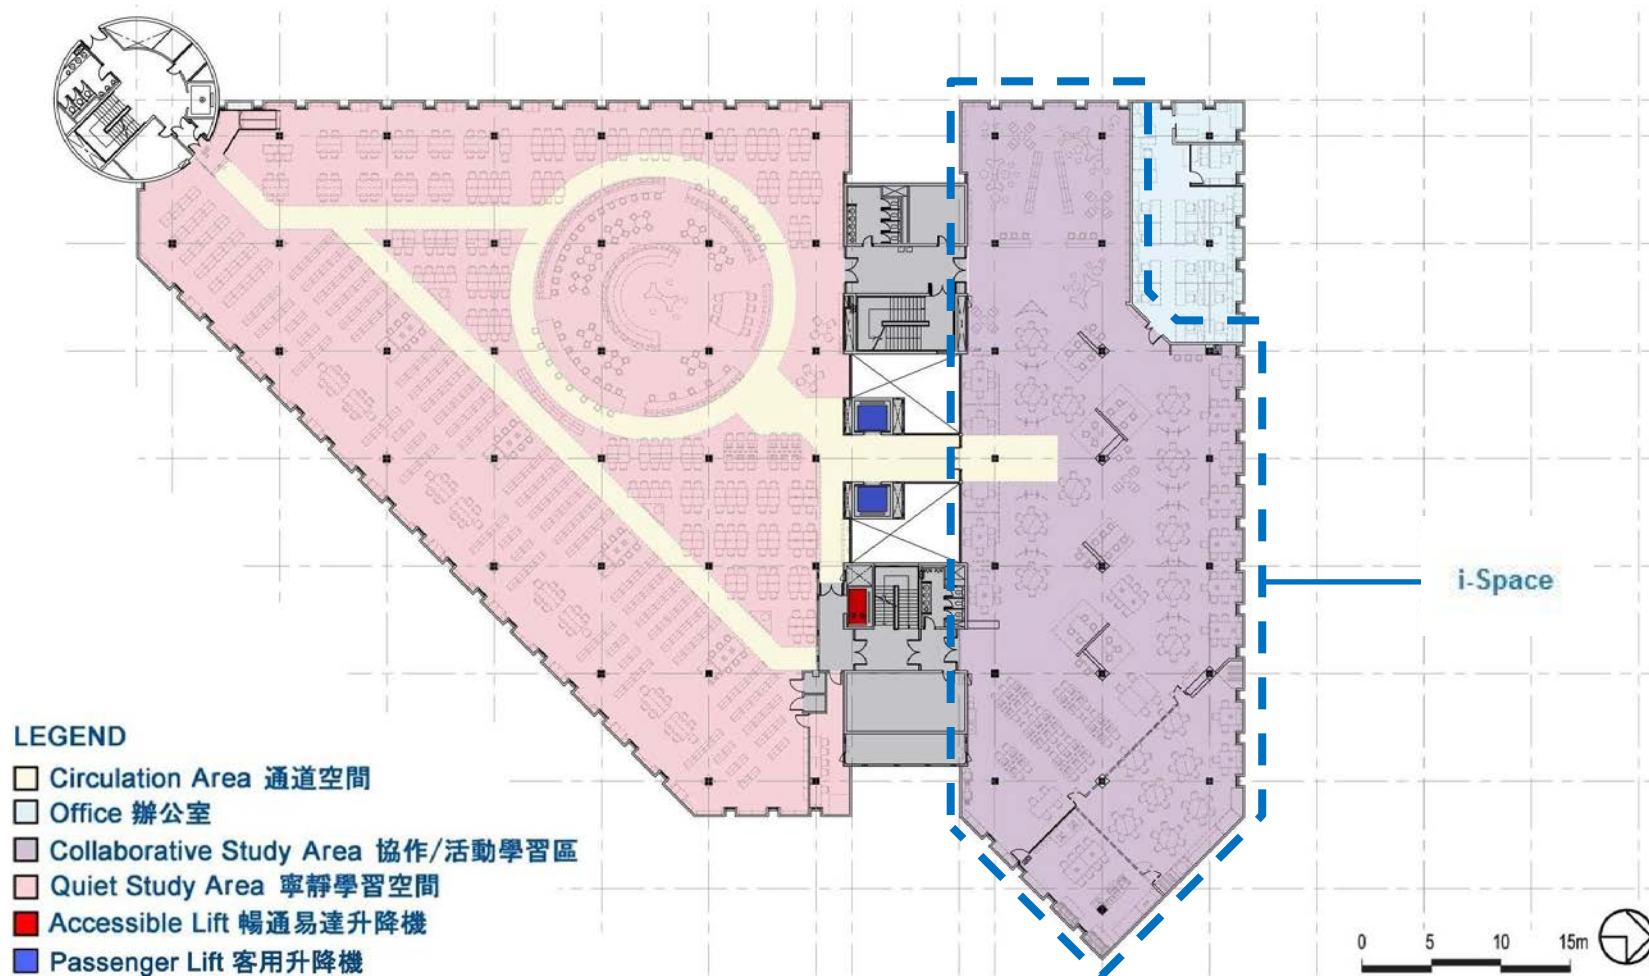 i-Space
LEGEND
Circulation Area 通道空間
Office 辦公室
Collaborative Study Area 協作/活動學習區
Quiet Study Area 寧靜學習空間
Accessible Lift 暢通易達升降機
Passenger Lift 客用升降機
0 5 10 15m